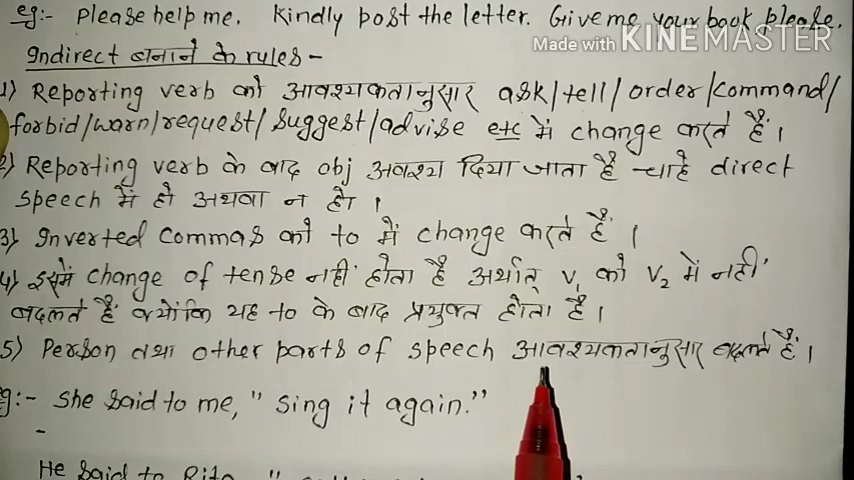 eg:- Please help me. Kindly post the letter. Give me your book please.
Made with KINEMASTER
Indirect बनाने के rules -
1) Reporting verb को आवश्यकतानुसार ask/tell/order/command/
forbid/warn/request/suggest/advise etc में change करते हैं।
2) Reporting verb के बाद obj अवश्य दिया जाता है चाहे direct
speech में हो अथवा न हो।
3) Inverted commas को to में change करते हैं।
4) इसमें change of tense नहीं होता है अर्थात् V₁ को V₂ में नहीं
बदलते हैं क्योंकि यह to के बाद प्रयुक्त होता है।
5) Person तथा other parts of speech आवश्यकतानुसार बदलते हैं।
eg:- She said to me, "Sing it again."
He said to Rita